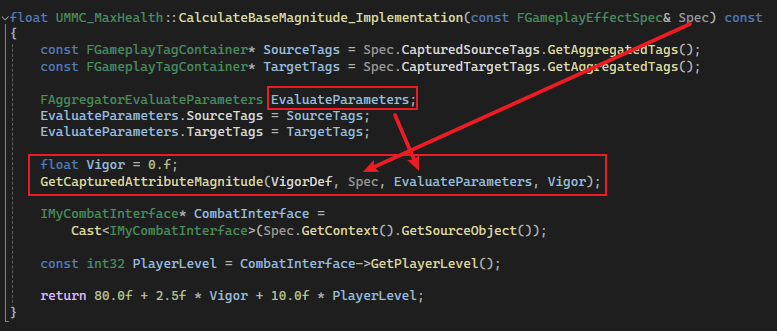 float UMMC_MaxHealth::CalculateBaseMagnitude_Implementation(const FGameplayEffectSpec& Spec) const
{
    const FGameplayTagContainer* SourceTags = Spec.CapturedSourceTags.GetAggregatedTags();
    const FGameplayTagContainer* TargetTags = Spec.CapturedTargetTags.GetAggregatedTags();
    FAggregatorEvaluateParameters EvaluateParameters;
    EvaluateParameters.SourceTags = SourceTags;
    EvaluateParameters.TargetTags = TargetTags;
    float Vigor = 0.f;
    GetCapturedAttributeMagnitude(VigorDef, Spec, EvaluateParameters, Vigor);
    IMyCombatInterface* CombatInterface =
        Cast<IMyCombatInterface>(Spec.GetContext().GetSourceObject());
    const int32 PlayerLevel = CombatInterface->GetPlayerLevel();
    return 80.0f + 2.5f * Vigor + 10.0f * PlayerLevel;
}